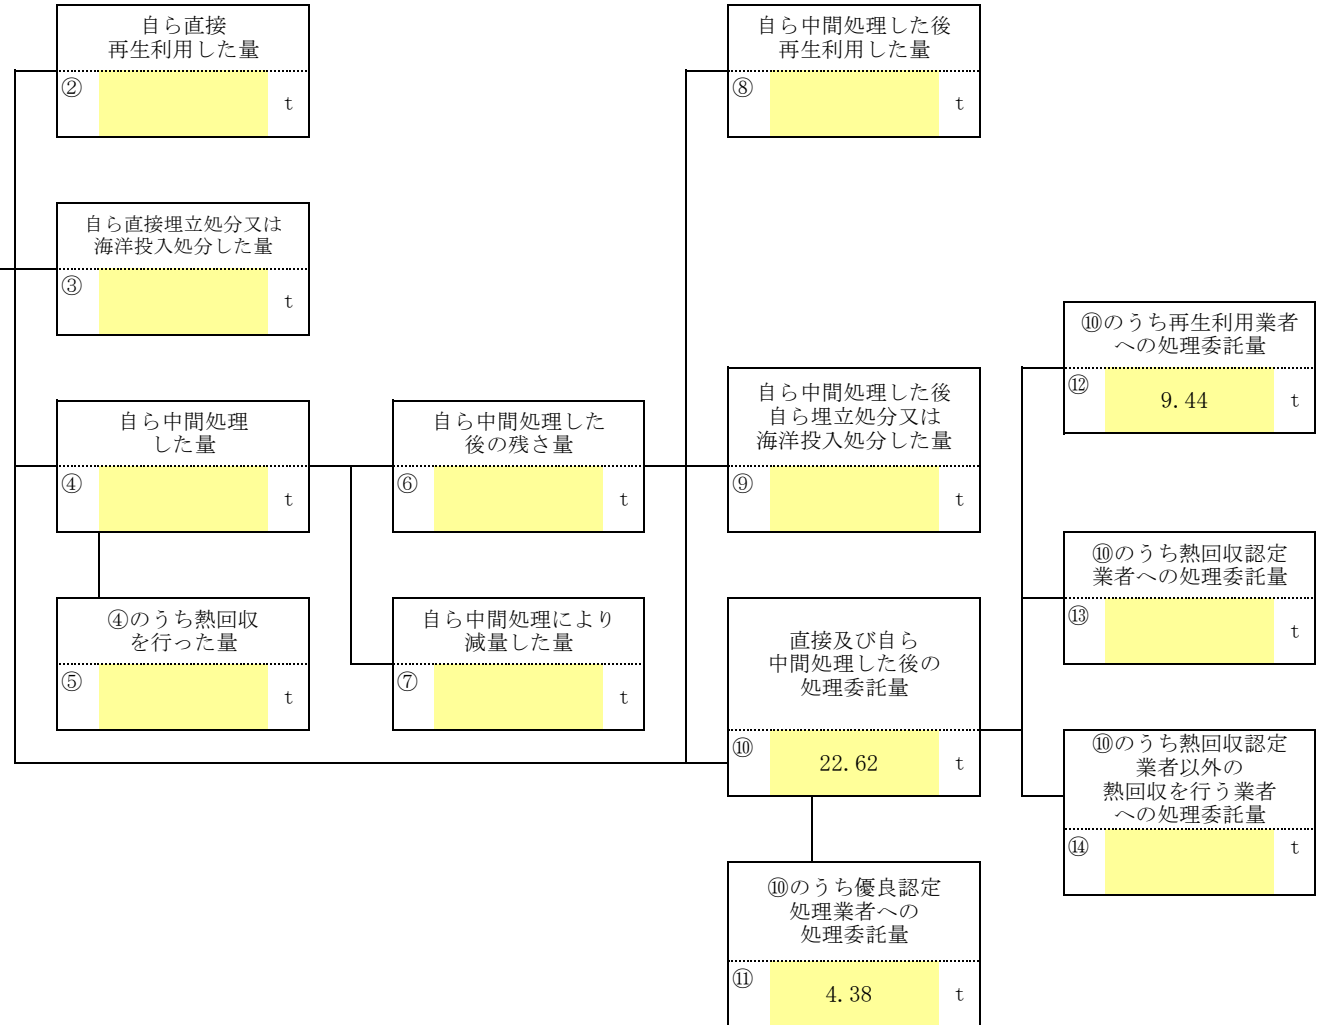 自ら直接
再生利用した量
②
t
自ら中間処理した後
再生利用した量
⑧
t
自ら直接埋立処分又は
海洋投入処分した量
③
t
⑩のうち再生利用業者
への処理委託量
⑫
9.44
t
自ら中間処理
した量
④
t
自ら中間処理した
後の残さ量
⑥
t
自ら中間処理した後
自ら埋立処分又は
海洋投入処分した量
⑨
t
⑩のうち熱回収認定
業者への処理委託量
⑬
t
④のうち熱回収
を行った量
⑤
t
自ら中間処理により
減量した量
⑦
t
直接及び自ら
中間処理した後の
処理委託量
⑩
22.62
t
⑩のうち熱回収認定
業者以外の
熱回収を行う業者
への処理委託量
⑭
t
⑩のうち優良認定
処理業者への
処理委託量
⑪
4.38
t